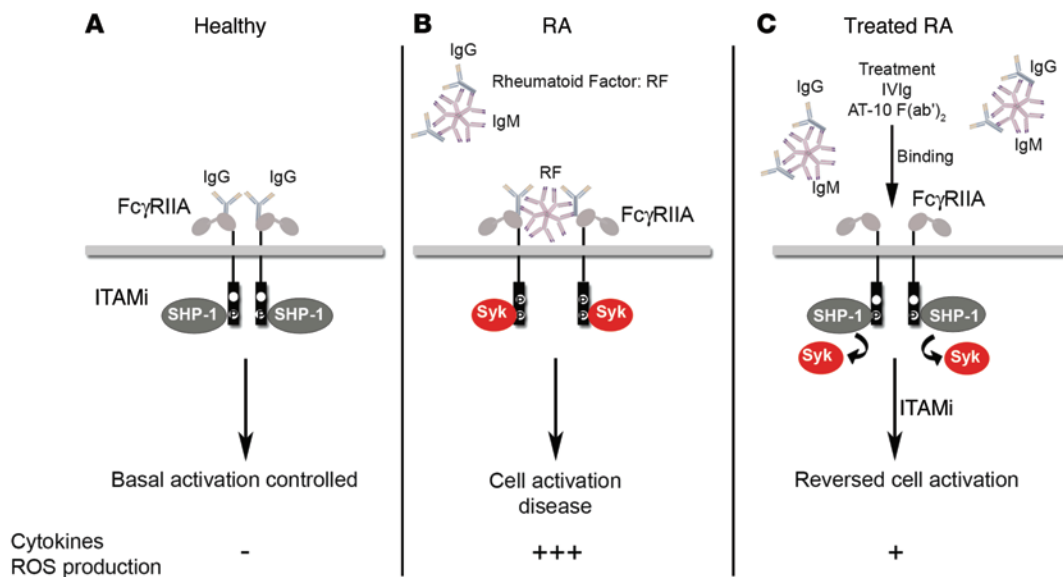 A
Healthy
IgG
IgG
FcγRIIA
ITAMi
SHP-1
P
P
SHP-1
Basal activation controlled
B
RA
IgG
Rheumatoid Factor: RF
IgM
RF
FcγRIIA
Syk
P
P
P
P
Syk
Cell activation
disease
C
Treated RA
IgG
IgM
Treatment
IVIg
AT-10 F(ab')₂
Binding
IgG
IgM
FcγRIIA
SHP-1
P
P
SHP-1
Syk
Syk
ITAMi
Reversed cell activation
Cytokines
ROS production
-
+++
+